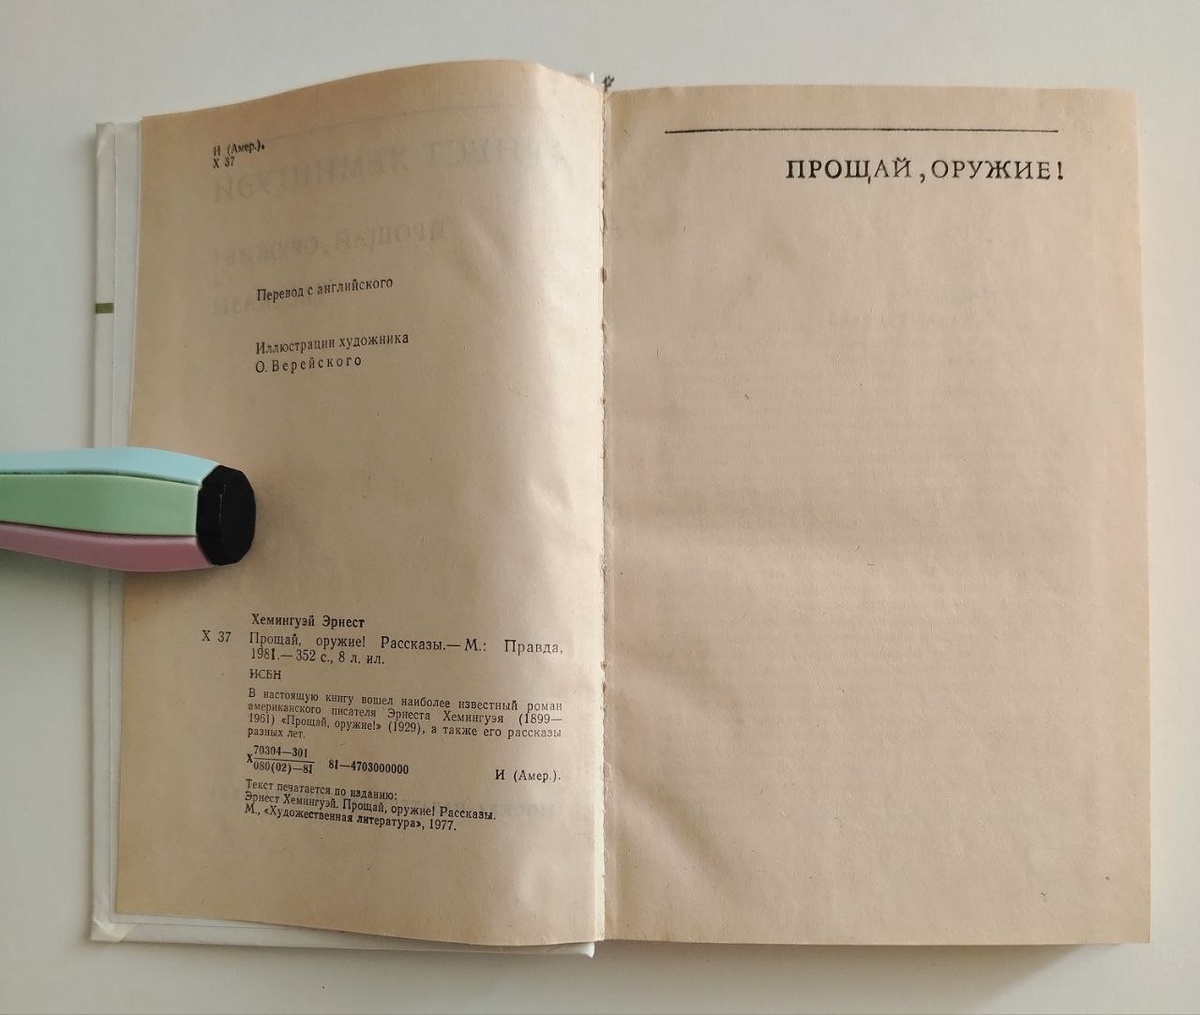 И (Амер.).
Х 37
Перевод с английского
Иллюстрации художника
О. Верейского
Хемингуэй Эрнест
Х 37 Прощай, оружие! Рассказы.— М.: Правда,
1981.— 352 с., 8 л. ил.
ИСБН
В настоящую книгу вошел наиболее известный роман
американского писателя Эрнеста Хемингуэя (1899—
1961) «Прощай, оружие!» (1929), а также его рассказы
разных лет.
70304—301
Х 080(02)—81 81—4703000000
И (Амер.).
Текст печатается по изданию:
Эрнест Хемингуэй. Прощай, оружие! Рассказы.
М., «Художественная литература», 1977.
ПРОЩАЙ, ОРУЖИЕ!